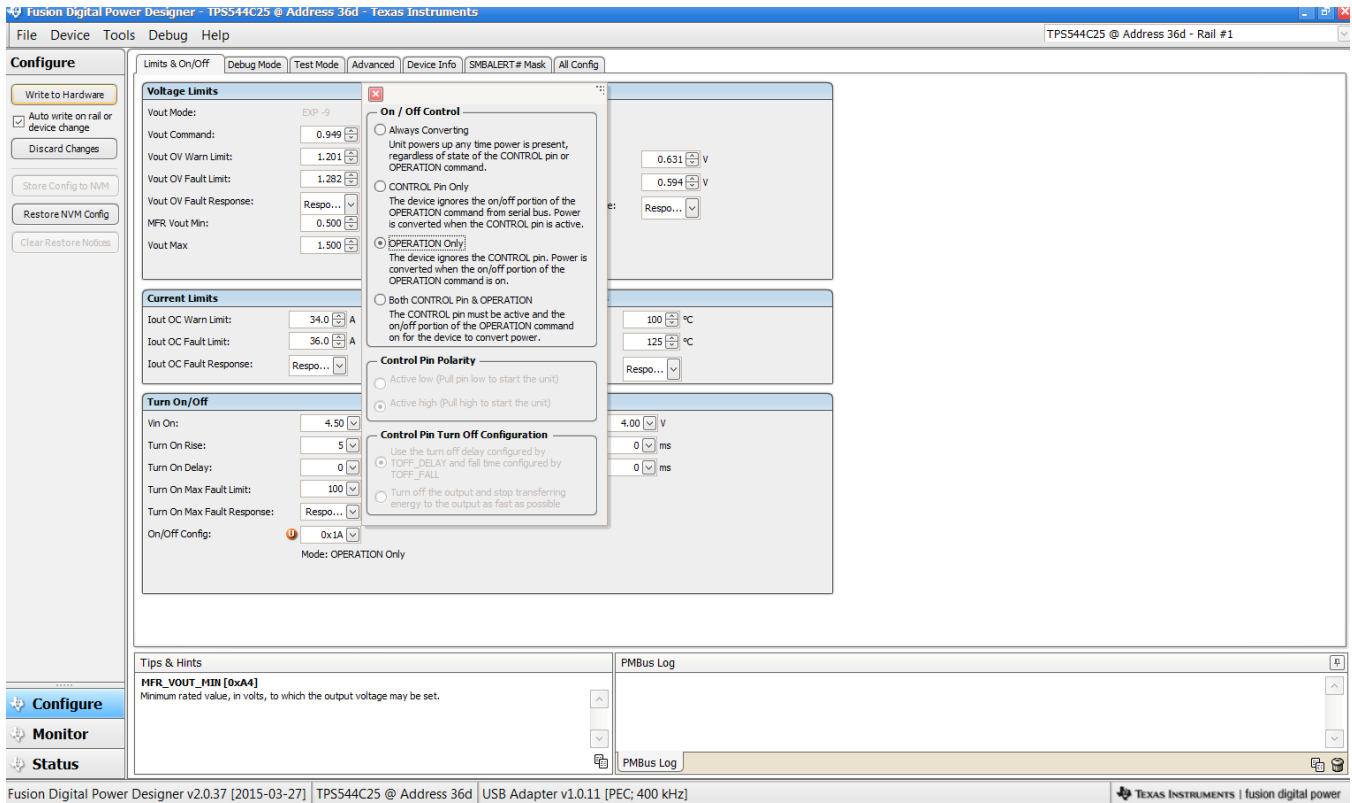 Fusion Digital Power Designer - TPS544C25 @ Address 36d - Texas Instruments
File Device Tools Debug Help
TPS544C25 @ Address 36d - Rail #1
Configure
Write to Hardware
Auto write on rail or
device change
Discard Changes
Store Config to NVM
Restore NVM Config
Clear Restore Notices
Limits & On/Off Debug Mode Test Mode Advanced Device Info SMBALERT# Mask All Config
Voltage Limits
Vout Mode: EXP -9
Vout Command: 0.949
Vout OV Warn Limit: 1.201
Vout OV Fault Limit: 1.282
Vout OV Fault Response: Respo...
MFR Vout Min: 0.500
Vout Max 1.500
0.631 V
0.594 V
e: Respo...
Current Limits
Iout OC Warn Limit: 34.0 A
Iout OC Fault Limit: 36.0 A
Iout OC Fault Response: Respo...
100 ºC
125 ºC
Respo...
Turn On/Off
Vin On: 4.50
Turn On Rise: 5
Turn On Delay: 0
Turn On Max Fault Limit: 100
Turn On Max Fault Response: Respo...
On/Off Config: 0x1A
Mode: OPERATION Only
4.00 V
0 ms
0 ms
On / Off Control
Always Converting
Unit powers up any time power is present,
regardless of state of the CONTROL pin or
OPERATION command.
CONTROL Pin Only
The device ignores the on/off portion of the
OPERATION command from serial bus. Power
is converted when the CONTROL pin is active.
OPERATION Only
The device ignores the CONTROL pin. Power is
converted when the on/off portion of the
OPERATION command is on.
Both CONTROL Pin & OPERATION
The CONTROL pin must be active and the
on/off portion of the OPERATION command
on for the device to convert power.
Control Pin Polarity
Active low (Pull pin low to start the unit)
Active high (Pull high to start the unit)
Control Pin Turn Off Configuration
Use the turn off delay configured by
TOFF_DELAY and fall time configured by
TOFF_FALL
Turn off the output and stop transferring
energy to the output as fast as possible
Tips & Hints
MFR_VOUT_MIN [0xA4]
Minimum rated value, in volts, to which the output voltage may be set.
PMBus Log
PMBus Log
Configure
Monitor
Status
Fusion Digital Power Designer v2.0.37 [2015-03-27] TPS544C25 @ Address 36d USB Adapter v1.0.11 [PEC; 400 kHz]
TEXAS INSTRUMENTS | fusion digital power